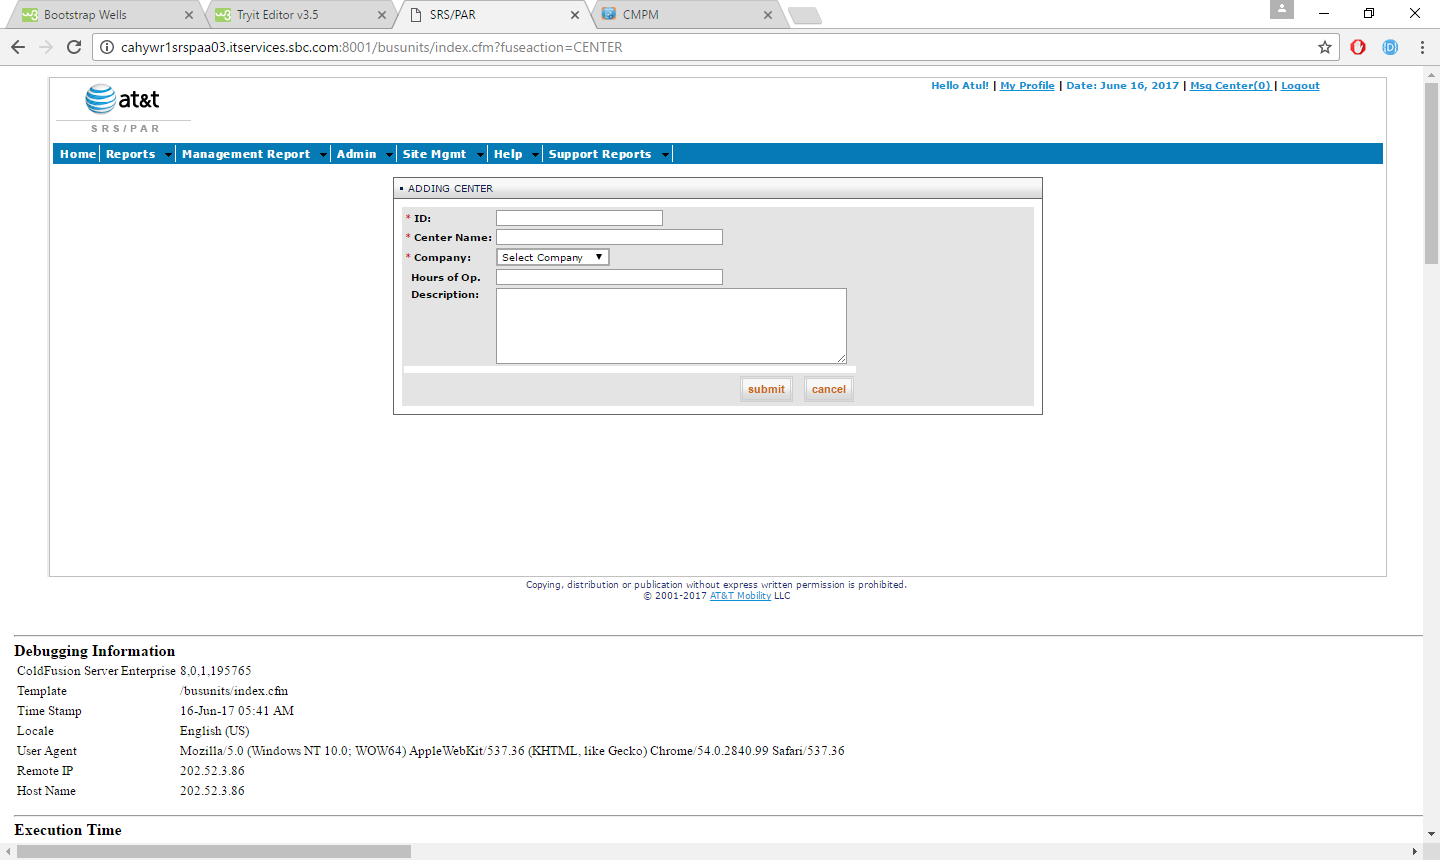 Bootstrap Wells
Tryit Editor v3.5
SRS/PAR
CMPM
cahywr1srspaa03.itservices.sbc.com:8001/busunits/index.cfm?fuseaction=CENTER
at&t
SRS/PAR
Hello Atul! | My Profile | Date: June 16, 2017 | Msg Center(0) | Logout
Home Reports Management Report Admin Site Mgmt Help Support Reports
ADDING CENTER
* ID:
* Center Name:
* Company: Select Company
Hours of Op.
Description:
submit cancel
Copying, distribution or publication without express written permission is prohibited.
© 2001-2017 AT&T Mobility LLC
Debugging Information
ColdFusion Server Enterprise 8,0,1,195765
Template /busunits/index.cfm
Time Stamp 16-Jun-17 05:41 AM
Locale English (US)
User Agent Mozilla/5.0 (Windows NT 10.0; WOW64) AppleWebKit/537.36 (KHTML, like Gecko) Chrome/54.0.2840.99 Safari/537.36
Remote IP 202.52.3.86
Host Name 202.52.3.86
Execution Time